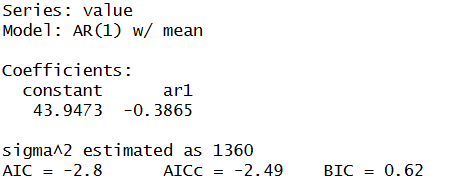 Series: value
Model: AR(1) w/ mean
Coefficients:
constant ar1
43.9473 -0.3865
sigma^2 estimated as 1360
AIC = -2.8 AICc = -2.49 BIC = 0.62